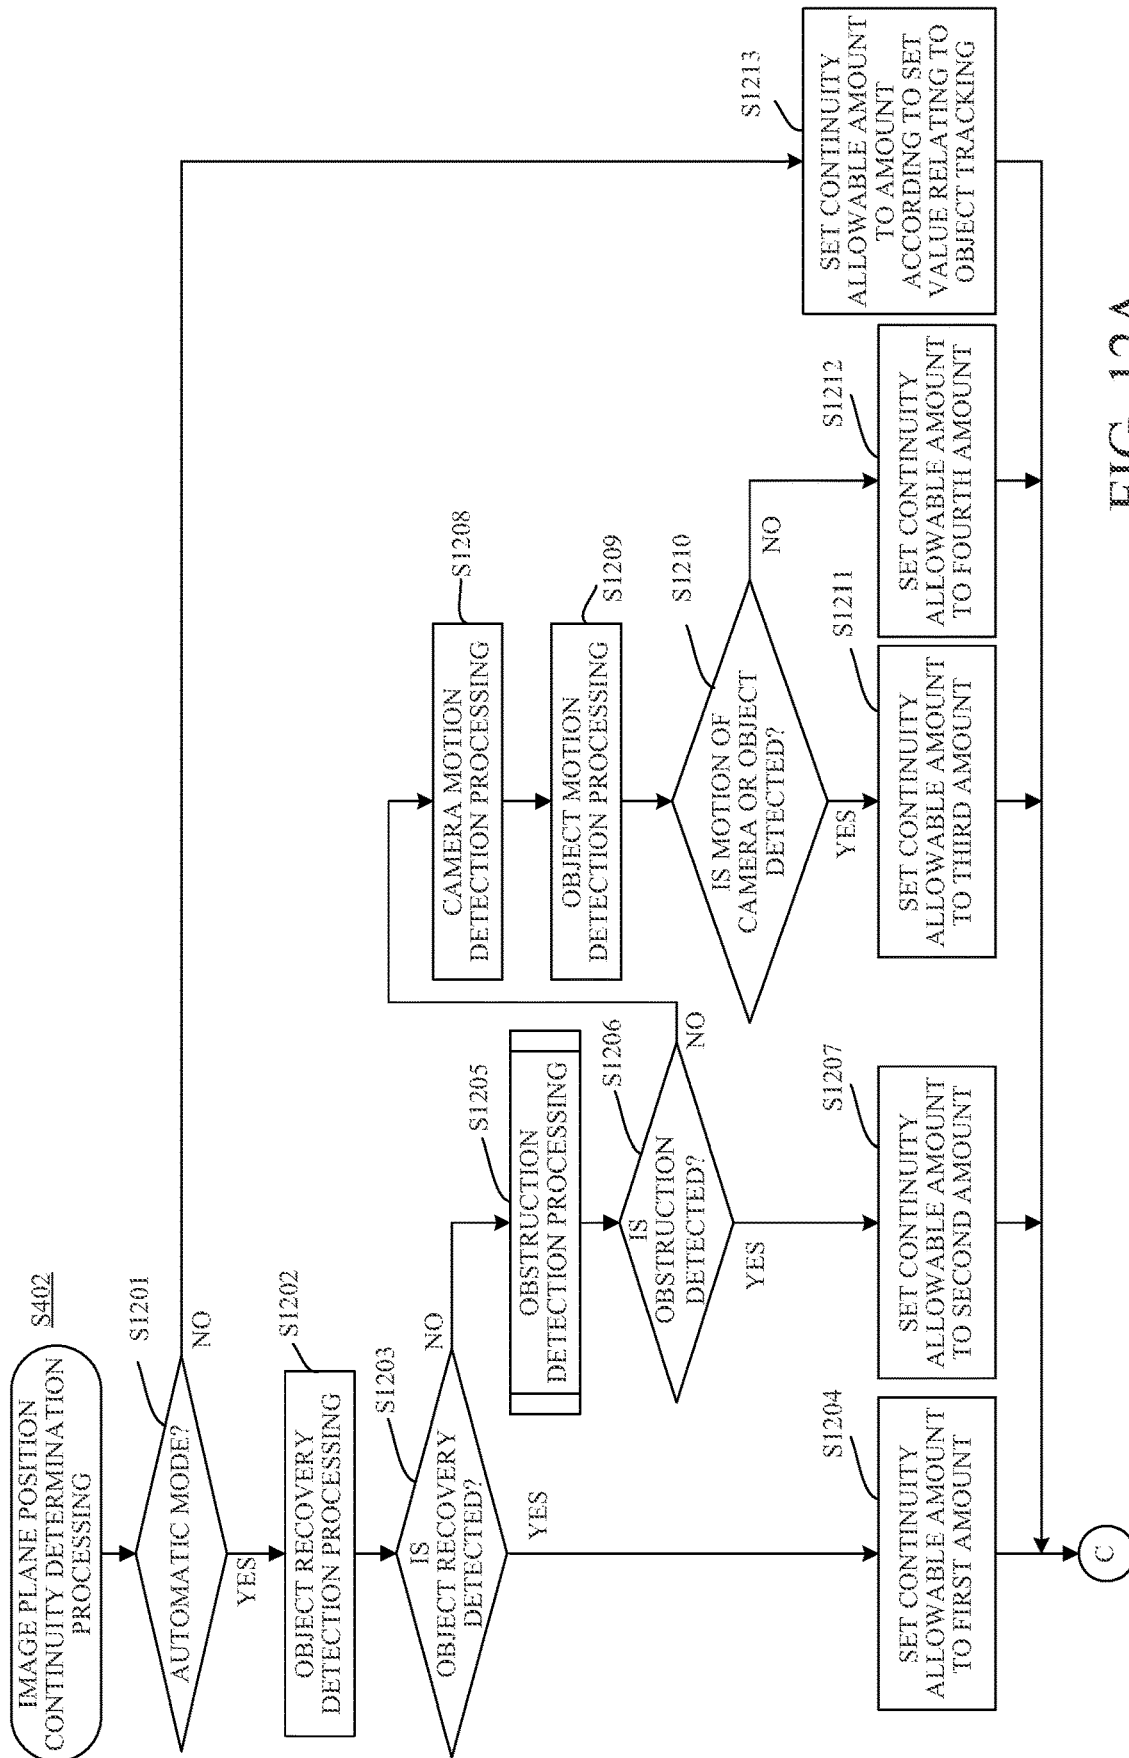 IMAGE PLANE POSITION
CONTINUITY DETERMINATION
PROCESSING
S402
AUTOMATIC MODE?
S1201
YES
NO
OBJECT RECOVERY
DETECTION PROCESSING
S1202
IS
OBJECT RECOVERY
DETECTED?
S1203
YES
NO
SET CONTINUITY
ALLOWABLE AMOUNT
TO FIRST AMOUNT
S1204
OBSTRUCTION
DETECTION PROCESSING
S1205
IS
OBSTRUCTION
DETECTED?
S1206
YES
NO
SET CONTINUITY
ALLOWABLE AMOUNT
TO SECOND AMOUNT
S1207
CAMERA MOTION
DETECTION PROCESSING
S1208
OBJECT MOTION
DETECTION PROCESSING
S1209
IS MOTION OF
CAMERA OR OBJECT
DETECTED?
S1210
YES
NO
SET CONTINUITY
ALLOWABLE AMOUNT
TO THIRD AMOUNT
S1211
SET CONTINUITY
ALLOWABLE AMOUNT
TO FOURTH AMOUNT
S1212
SET CONTINUITY
ALLOWABLE AMOUNT
TO AMOUNT
ACCORDING TO SET
VALUE RELATING TO
OBJECT TRACKING
S1213
C
FIG. 12A